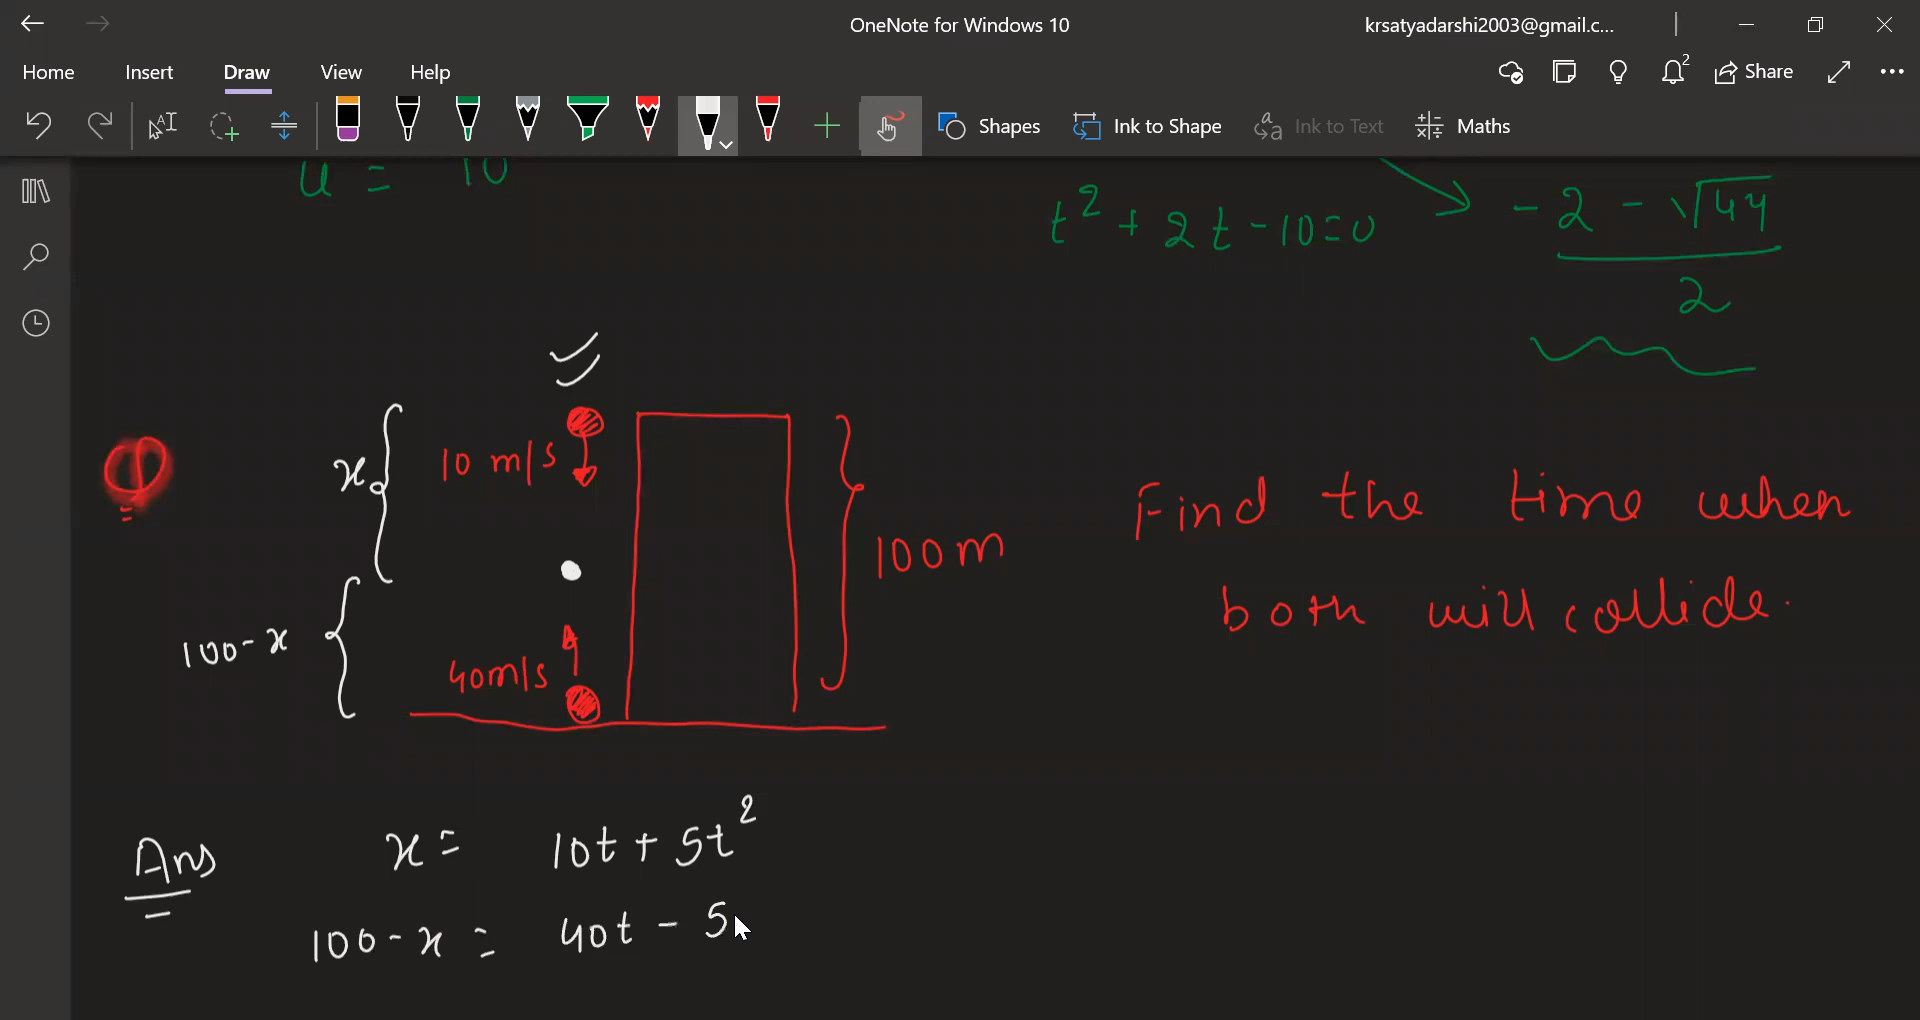 OneNote for Windows 10
krsatyadarshi2003@gmail.c...
Home Insert Draw View Help
2 Share
Shapes Ink to Shape Ink to Text Maths
u = 10
t² + 2t - 10 = 0
- 2 - √44
2
x
10 m/s
100 m
100 - x
40 m/s
Find the time when
both will collide.
Ans
x = 10t + 5t²
100 - x = 40t - 5